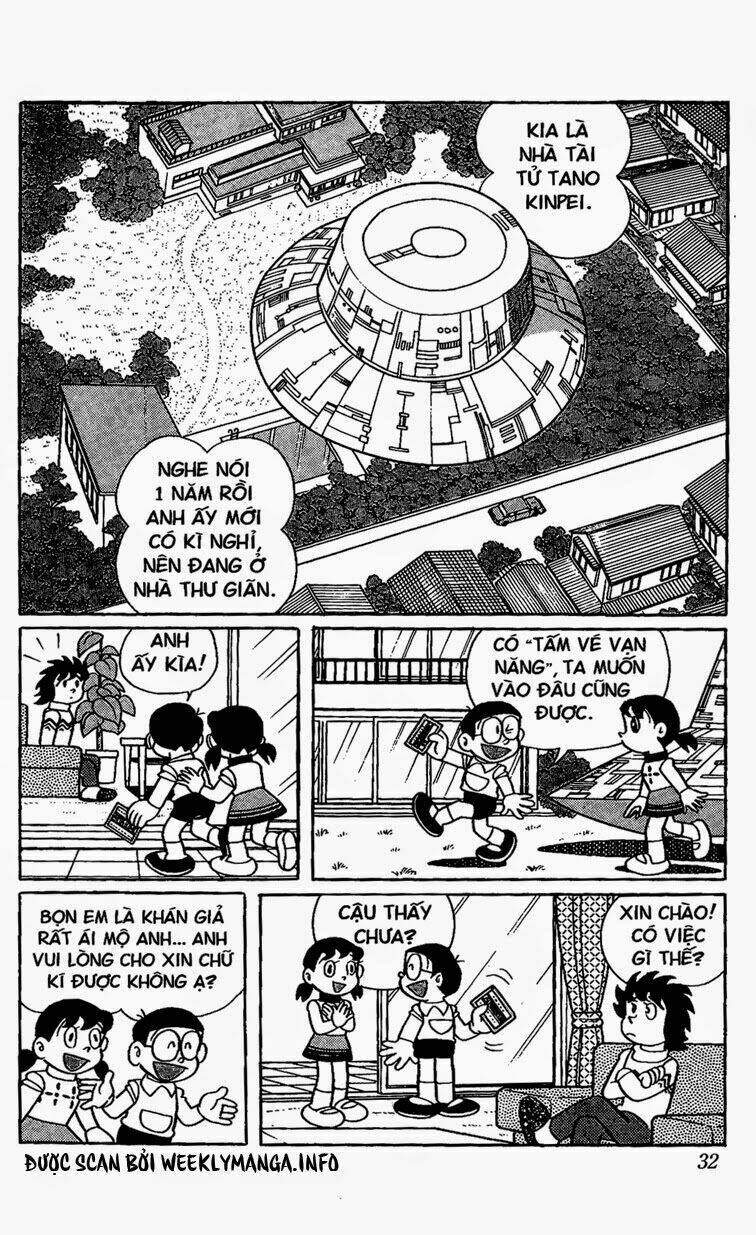 KIA LÀ
NHÀ TÀI
TỬ TANO
KINPEI.
NGHE NÓI
1 NĂM RỒI
ANH ẤY MỚI
CÓ KÌ NGHỈ,
NÊN ĐANG Ở
NHÀ THƯ GIÃN.
CÓ "TẤM VÉ VẠN
NĂNG", TA MUỐN
VÀO ĐÂU CŨNG
ĐƯỢC.
ANH
ẤY KÌA!
XIN CHÀO!
CÓ VIỆC
GÌ THẾ?
CẬU THẤY
CHƯA?
BỌN EM LÀ KHÁN GIẢ
RẤT ÁI MỘ ANH... ANH
VUI LÒNG CHO XIN CHỮ
KÍ ĐƯỢC KHÔNG Ạ?
ĐƯỢC SCAN BỞI WEEKLYMANGA.INFO
32